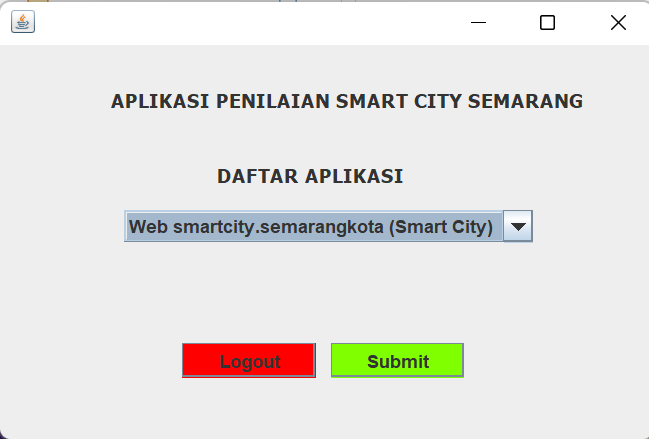 APLIKASI PENILAIAN SMART CITY SEMARANG
DAFTAR APLIKASI
Web smartcity.semarangkota (Smart City)
Logout
Submit